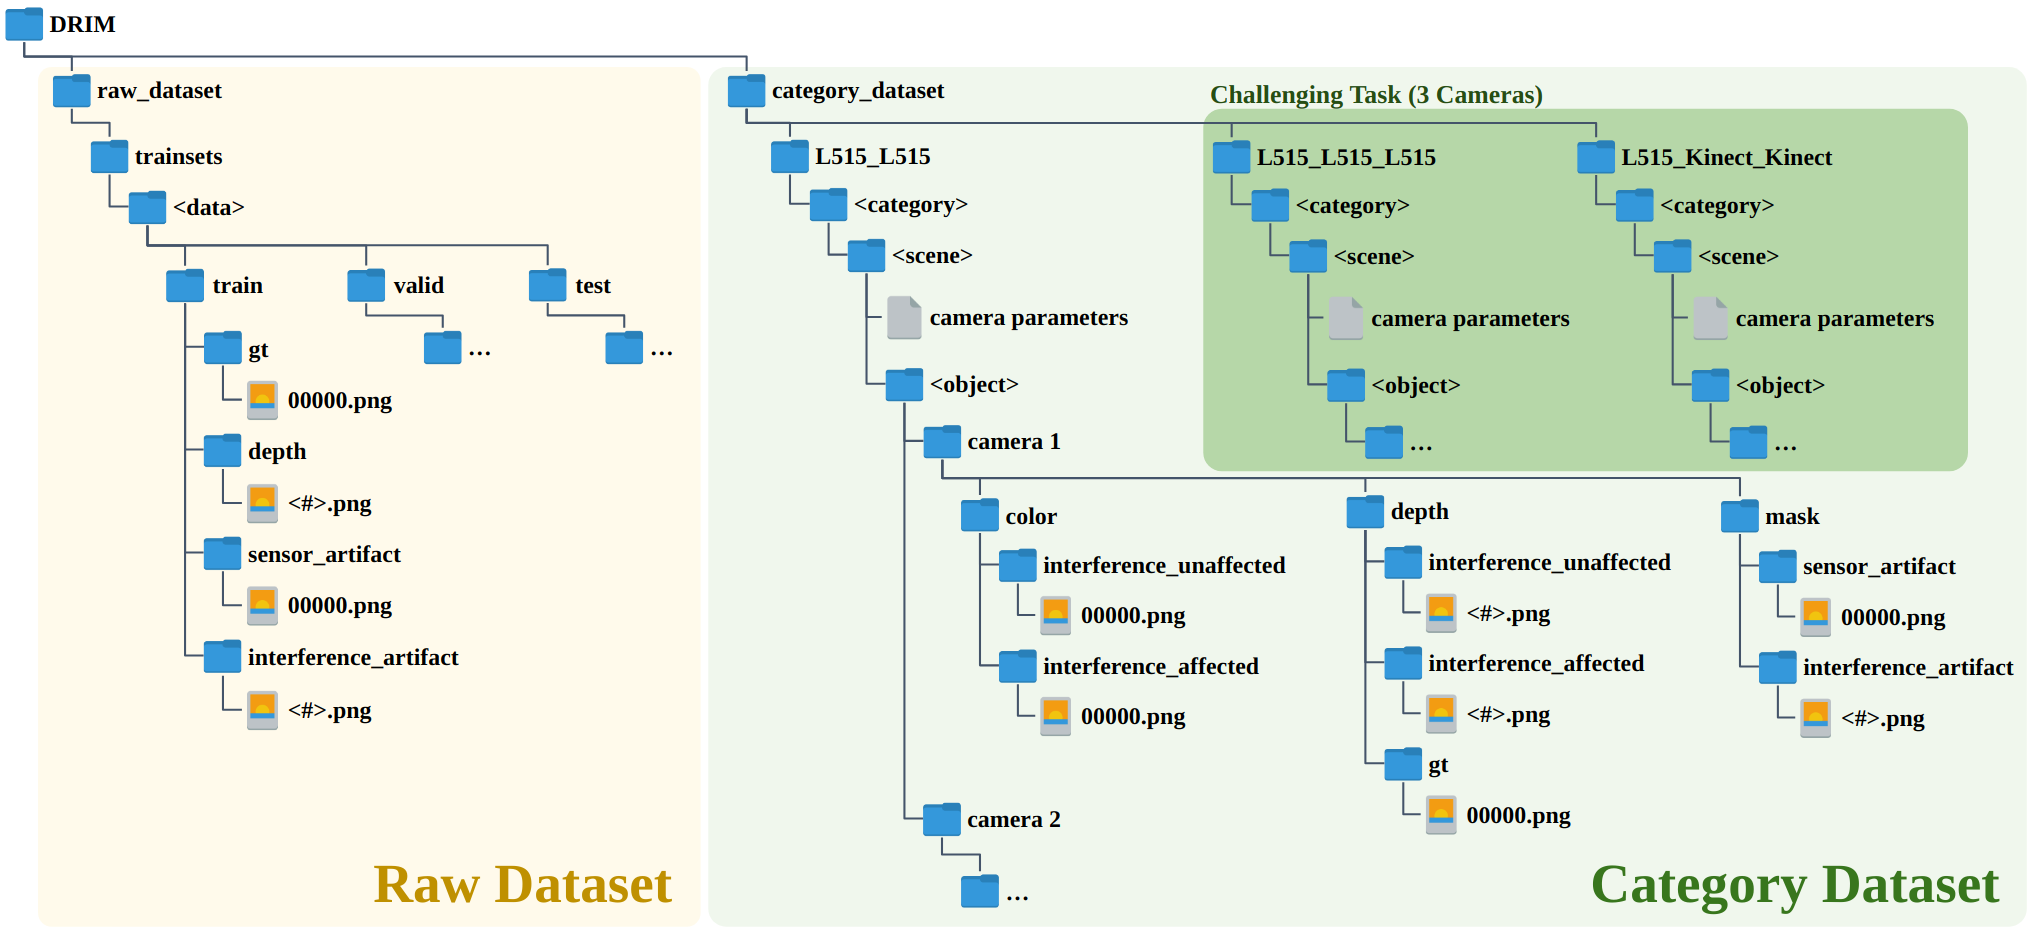 DRIM
raw_dataset
trainsets
<data>
train
valid
test
gt
...
...
00000.png
depth
<#>.png
sensor_artifact
00000.png
interference_artifact
<#>.png
Raw Dataset
category_dataset
Challenging Task (3 Cameras)
L515_L515
<category>
<scene>
camera parameters
<object>
camera 1
L515_L515_L515
<category>
<scene>
camera parameters
<object>
...
L515_Kinect_Kinect
<category>
<scene>
camera parameters
<object>
...
color
interference_unaffected
00000.png
interference_affected
00000.png
depth
interference_unaffected
<#>.png
interference_affected
<#>.png
gt
00000.png
mask
sensor_artifact
00000.png
interference_artifact
<#>.png
camera 2
...
Category Dataset